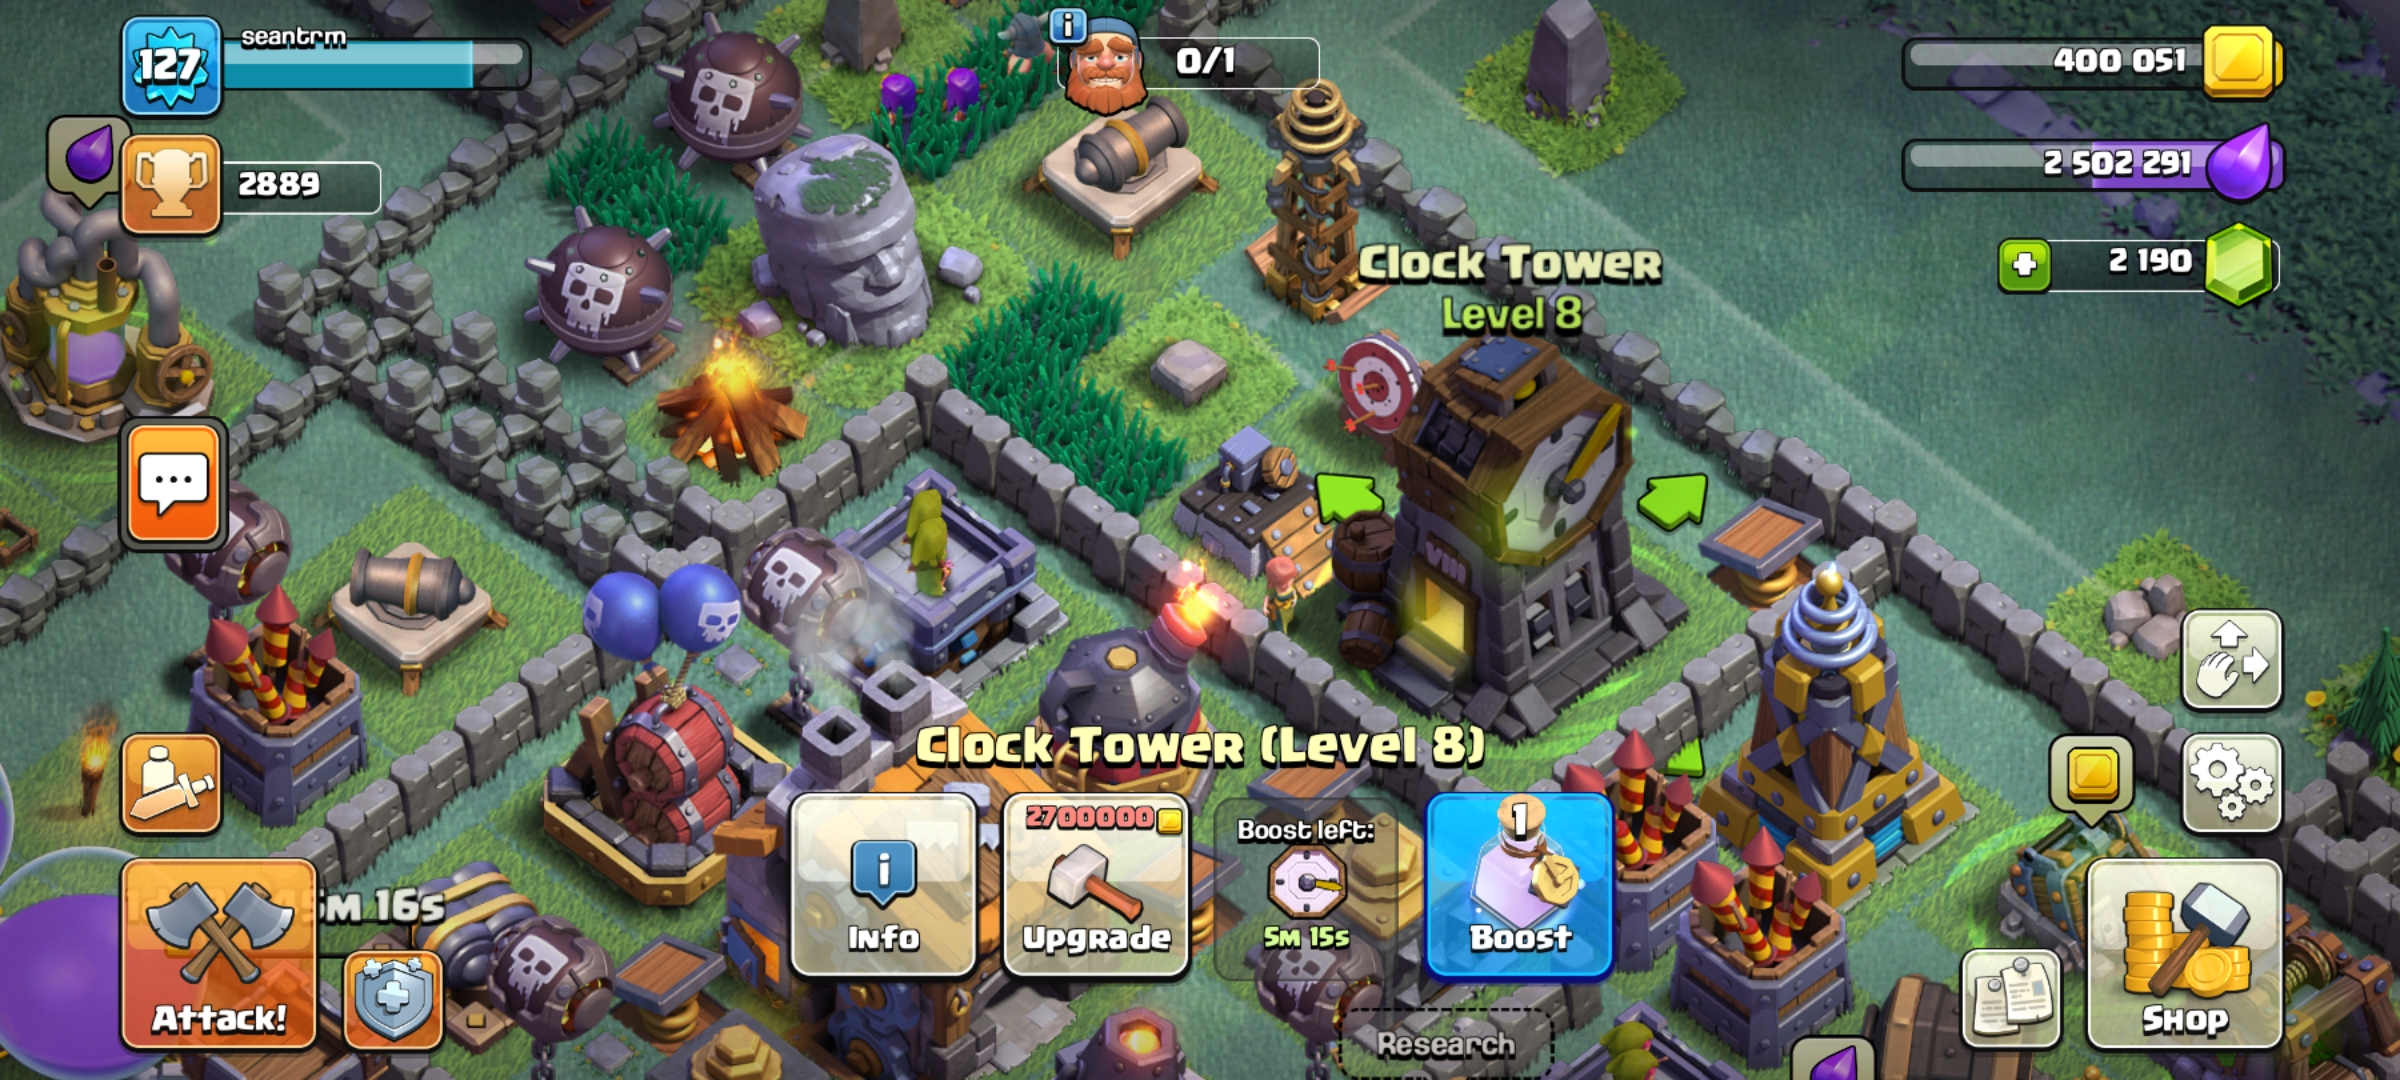 127
seantrm
0/1
400 051
2889
2 502 291
2 190
Clock Tower
Level 8
VIII
Clock Tower (Level 8)
Info
2700000
Upgrade
Boost left:
5m 15s
1
Boost
5m 16s
Attack!
Shop
Research